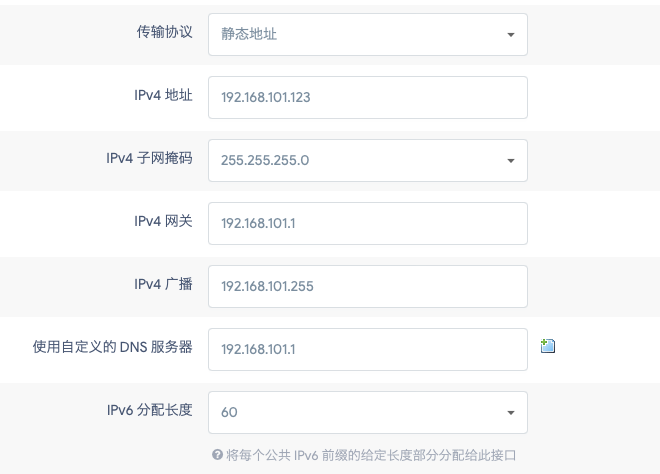 传输协议 静态地址
IPv4 地址 192.168.101.123
IPv4 子网掩码 255.255.255.0
IPv4 网关 192.168.101.1
IPv4 广播 192.168.101.255
使用自定义的 DNS 服务器 192.168.101.1
IPv6 分配长度 60
将每个公共 IPv6 前缀的给定长度部分分配给此接口